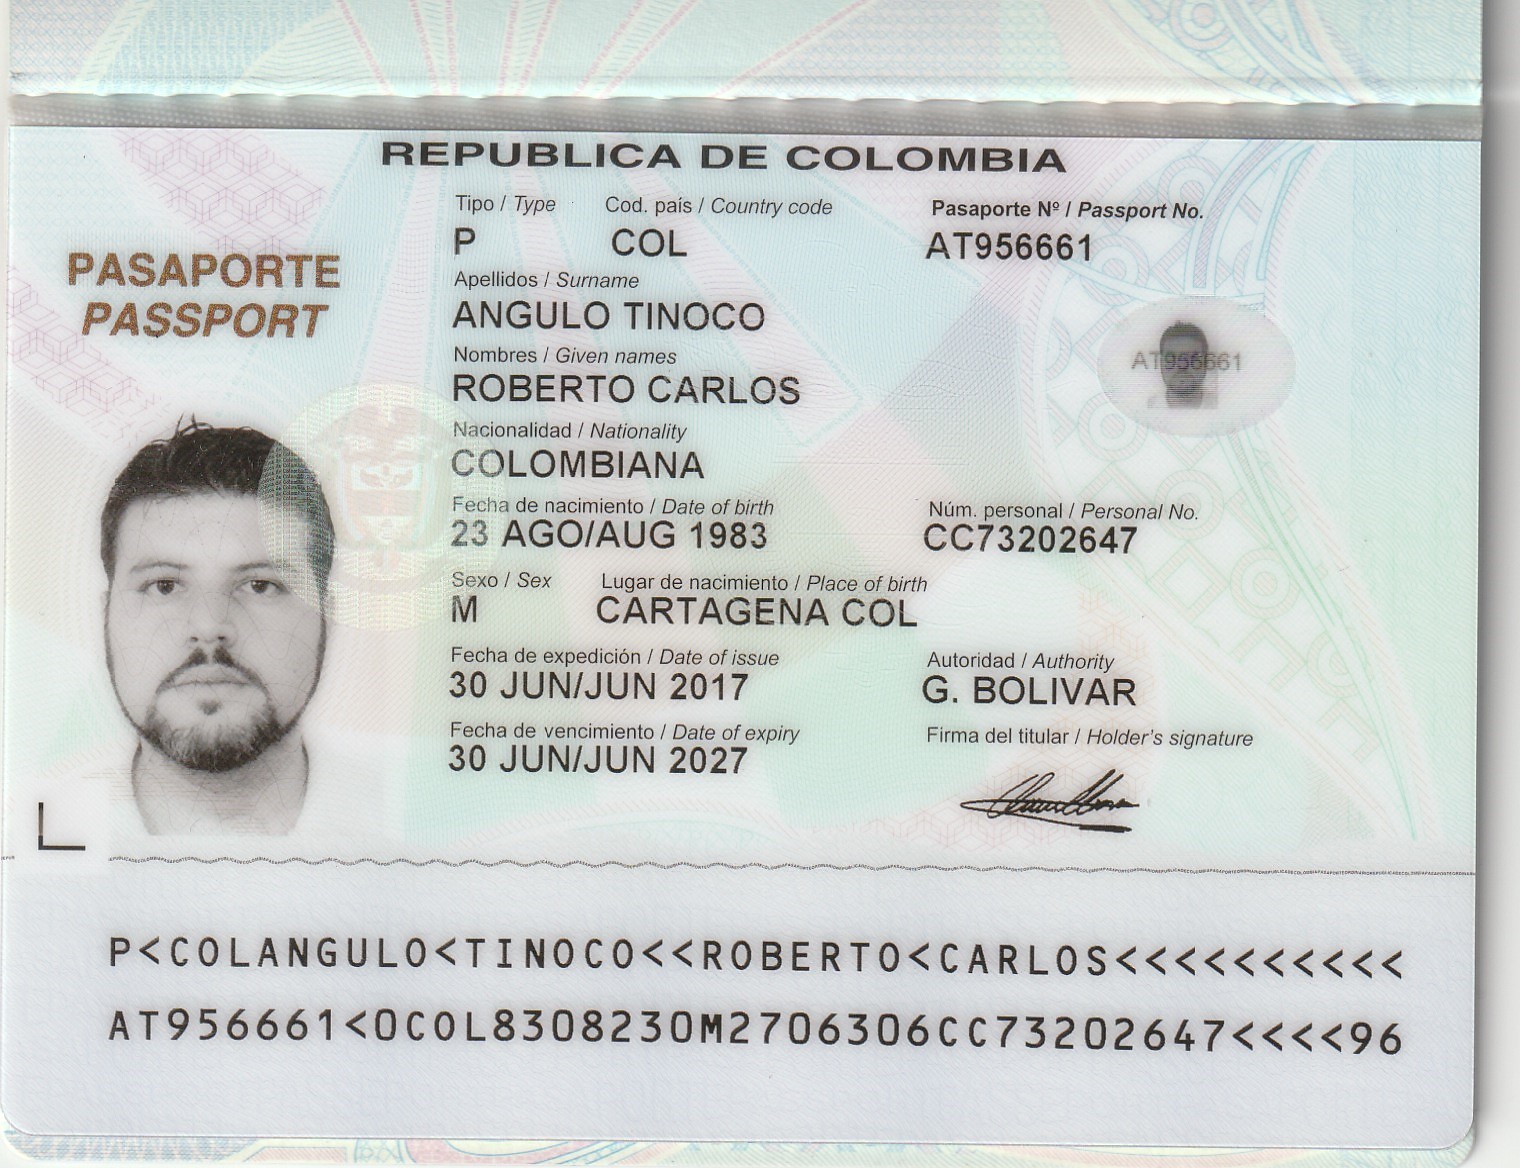 REPUBLICA DE COLOMBIA
PASAPORTE
PASSPORT
Tipo / Type Cod. país / Country code Pasaporte Nº / Passport No.
P COL AT956661
Apellidos / Surname
ANGULO TINOCO
Nombres / Given names
ROBERTO CARLOS
AT956661
Nacionalidad / Nationality
COLOMBIANA
Fecha de nacimiento / Date of birth Núm. personal / Personal No.
23 AGO/AUG 1983 CC73202647
Sexo / Sex Lugar de nacimiento / Place of birth
M CARTAGENA COL
Fecha de expedición / Date of issue Autoridad / Authority
30 JUN/JUN 2017 G. BOLIVAR
Fecha de vencimiento / Date of expiry Firma del titular / Holder's signature
30 JUN/JUN 2027
P<COLANGULO<TINOCO<<ROBERTO<CARLOS<<<<<<<<<<
AT956661<0COL8308230M2706306CC73202647<<<<96